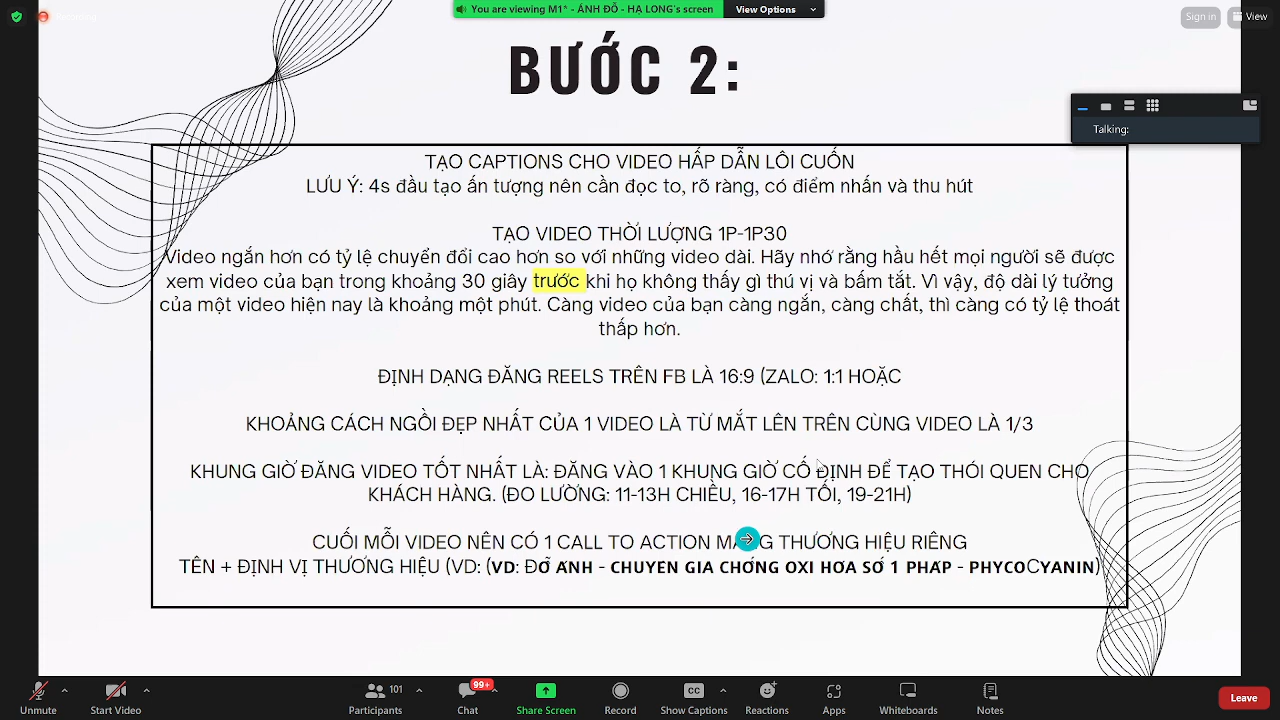 You are viewing M1* - ÁNH ĐỖ - HẠ LONG's screen
View Options
Sign in
View
Recording
BƯỚC 2:
Talking:
TẠO CAPTIONS CHO VIDEO HẤP DẪN LÔI CUỐN
LƯU Ý: 4s đầu tạo ấn tượng nên cần đọc to, rõ ràng, có điểm nhấn và thu hút
TẠO VIDEO THỜI LƯỢNG 1P-1P30
Video ngắn hơn có tỷ lệ chuyển đổi cao hơn so với những video dài. Hãy nhớ rằng hầu hết mọi người sẽ được
xem video của bạn trong khoảng 30 giây trước khi họ không thấy gì thú vị và bấm tắt. Vì vậy, độ dài lý tưởng
của một video hiện nay là khoảng một phút. Càng video của bạn càng ngắn, càng chất, thì càng có tỷ lệ thoát
thấp hơn.
ĐỊNH DẠNG ĐĂNG REELS TRÊN FB LÀ 16:9 (ZALO: 1:1 HOẶC
KHOẢNG CÁCH NGỒI ĐẸP NHẤT CỦA 1 VIDEO LÀ TỪ MẮT LÊN TRÊN CÙNG VIDEO LÀ 1/3
KHUNG GIỜ ĐĂNG VIDEO TỐT NHẤT LÀ: ĐĂNG VÀO 1 KHUNG GIỜ CỐ ĐỊNH ĐỂ TẠO THÓI QUEN CHO
KHÁCH HÀNG. (ĐO LƯỜNG: 11-13H CHIỀU, 16-17H TỐI, 19-21H)
CUỐI MỖI VIDEO NÊN CÓ 1 CALL TO ACTION MANG THƯƠNG HIỆU RIÊNG
TÊN + ĐỊNH VỊ THƯƠNG HIỆU (VD: (VD: ĐỖ ÁNH - CHUYÊN GIA CHỐNG OXI HÓA SỐ 1 PHÁP - PHYCOCYANIN)
Unmute
Start Video
101
Participants
99+
Chat
Share Screen
Record
CC
Show Captions
Reactions
Apps
Whiteboards
Notes
Leave